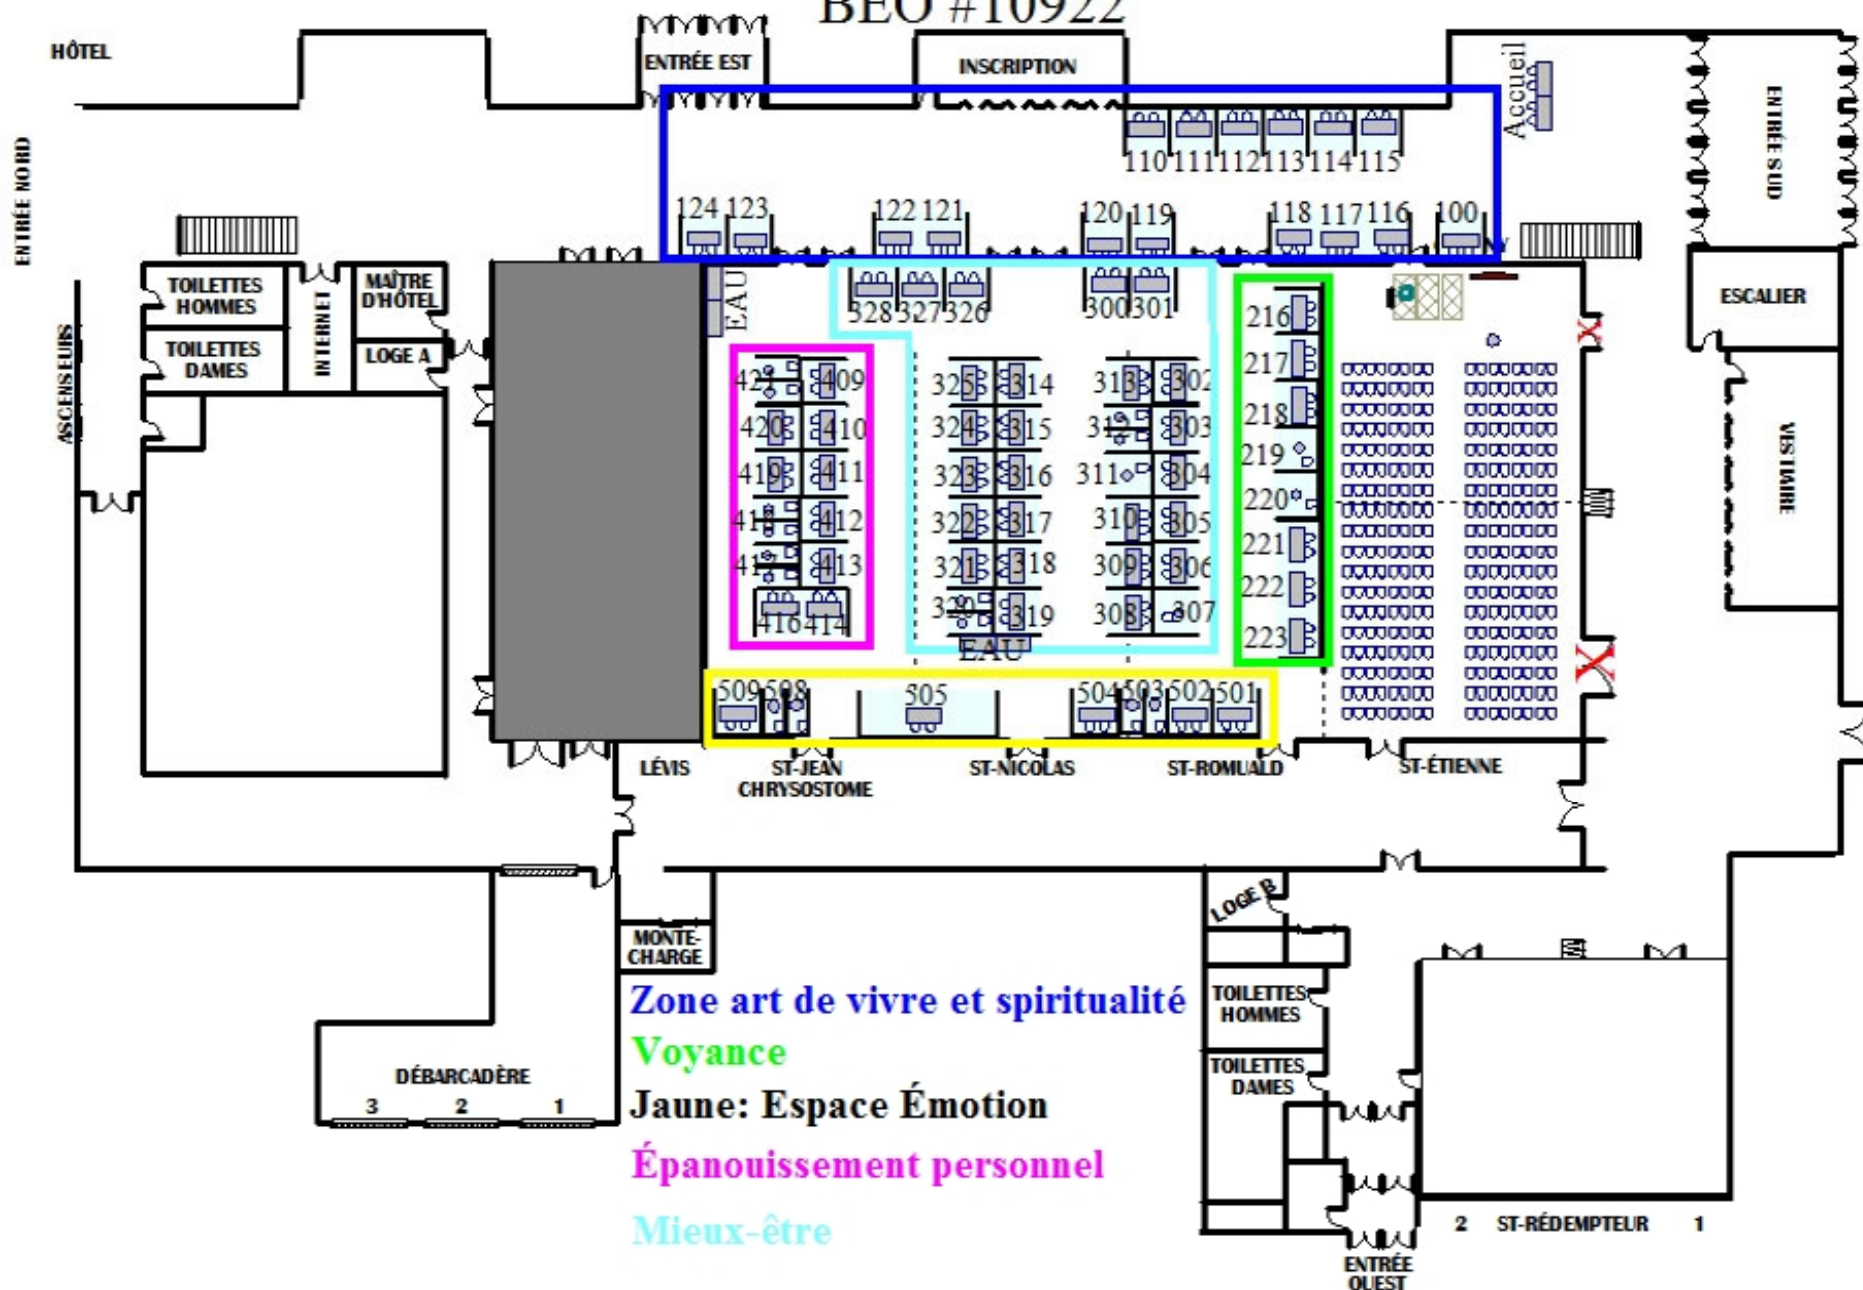 BEO #10922
HÔTEL
ENTRÉE EST
INSCRIPTION
Accueil
ENTRÉE SUD
ENTRÉE NORD
110 111 112 113 114 115
124 123 122 121 120 119 118 117 116 100
TOILETTES
HOMMES
TOILETTES
DAMES
INTERNET
MAÎTRE
D'HÔTEL
LOGE A
ASCENSEURS
EAU
328 327 326 300 301
ESCALIER
VESTIAIRE
216
217
218
219
220
221
222
223
421 409
420 410
419 411
418 412
417 413
416 414
325 314 313 302
324 315 312 303
323 316 311 304
322 317 310 305
321 318 309 306
320 319 308 307
EAU
X
X
509 508 505 504 503 502 501
LÉVIS
ST-JEAN
CHRYSOSTOME
ST-NICOLAS
ST-ROMUALD
ST-ÉTIENNE
LOGE B
MONTE-
CHARGE
TOILETTES
HOMMES
TOILETTES
DAMES
DÉBARCADÈRE
3 2 1
Zone art de vivre et spiritualité
Voyance
Jaune: Espace Émotion
Épanouissement personnel
Mieux-être
2 ST-RÉDEMPTEUR 1
ENTRÉE
OUEST